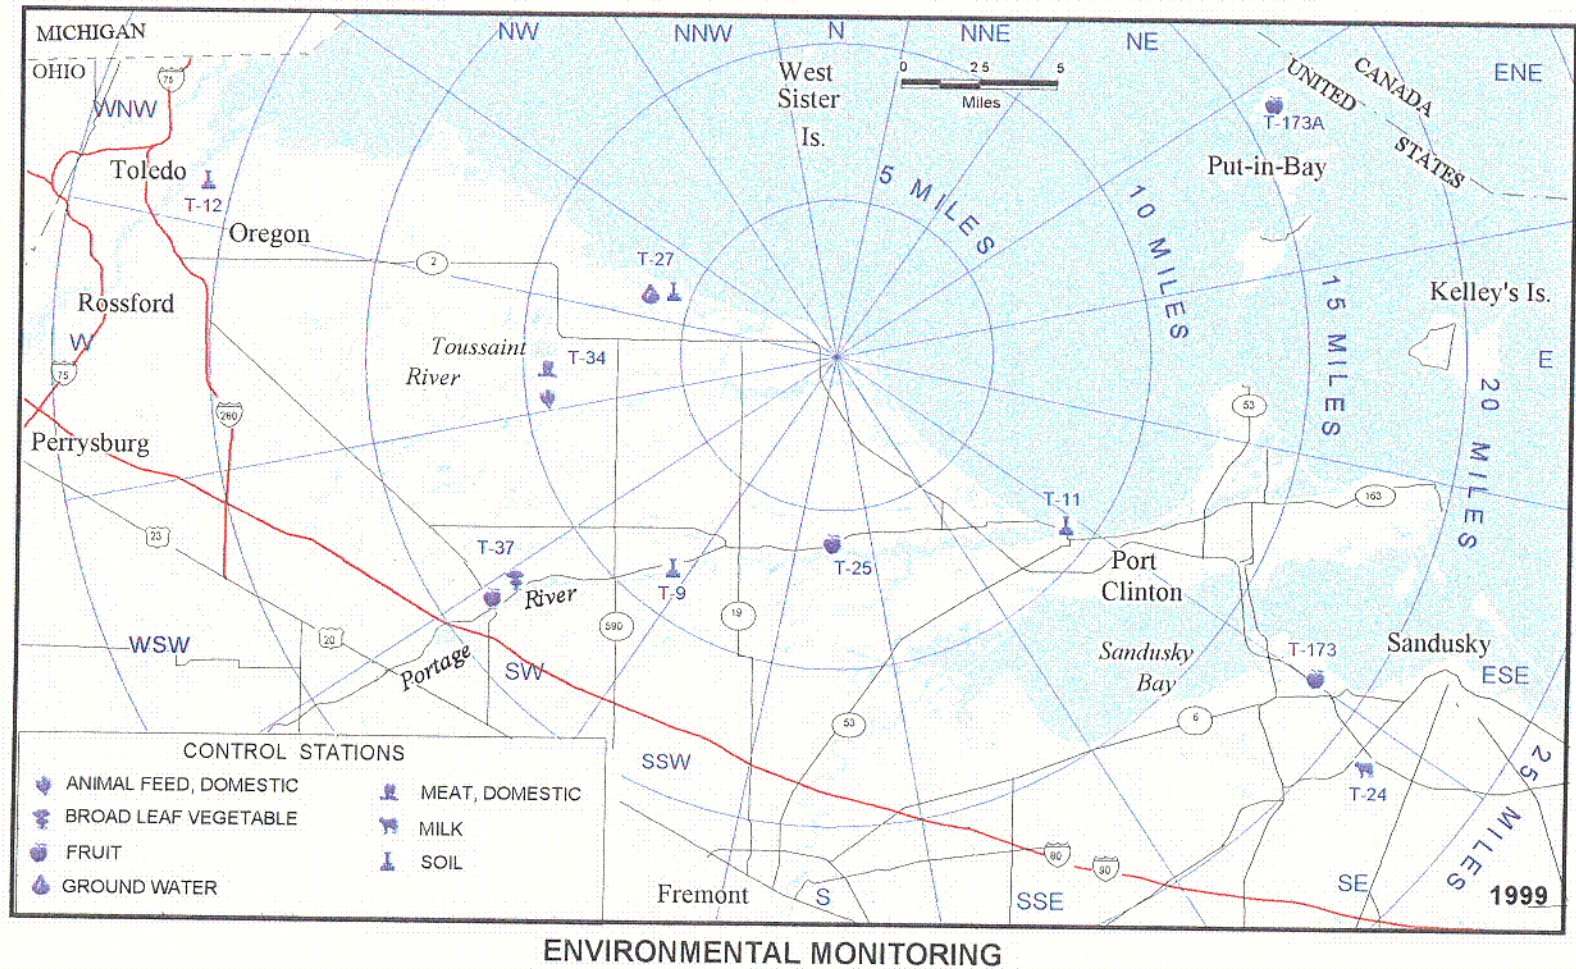 MICHIGAN
OHIO
NW
NNW
N
NNE
NE
ENE
WNW
W
WSW
SW
SSW
S
SSE
SE
ESE
E
0 2 5 5
Miles
West
Sister
Is.
CANADA
UNITED
STATES
T-173A
Put-in-Bay
75
Toledo
T-12
Oregon
2
T-27
5 MILES
10 MILES
15 MILES
20 MILES
25 MILES
Kelley's Is.
Rossford
75
Toussaint
River
T-34
280
53
Perrysburg
23
T-11
163
T-37
T-25
T-9
River
Portage
Port
Clinton
20
590
19
Sandusky
Bay
T-173
Sandusky
53
6
T-24
80
90
Fremont
CONTROL STATIONS
ANIMAL FEED, DOMESTIC
BROAD LEAF VEGETABLE
FRUIT
GROUND WATER
MEAT, DOMESTIC
MILK
SOIL
1999
ENVIRONMENTAL MONITORING